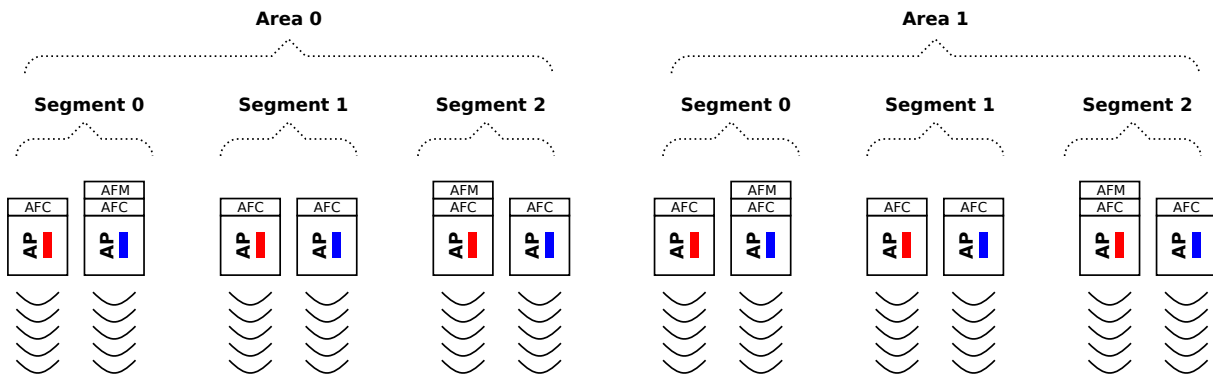 Area 0 Area 1
Segment 0 Segment 1 Segment 2 Segment 0 Segment 1 Segment 2
AFM AFM AFM AFM
AFC AFC AFC AFC AFC AFC AFC AFC AFC AFC AFC AFC
AP AP AP AP AP AP AP AP AP AP AP AP